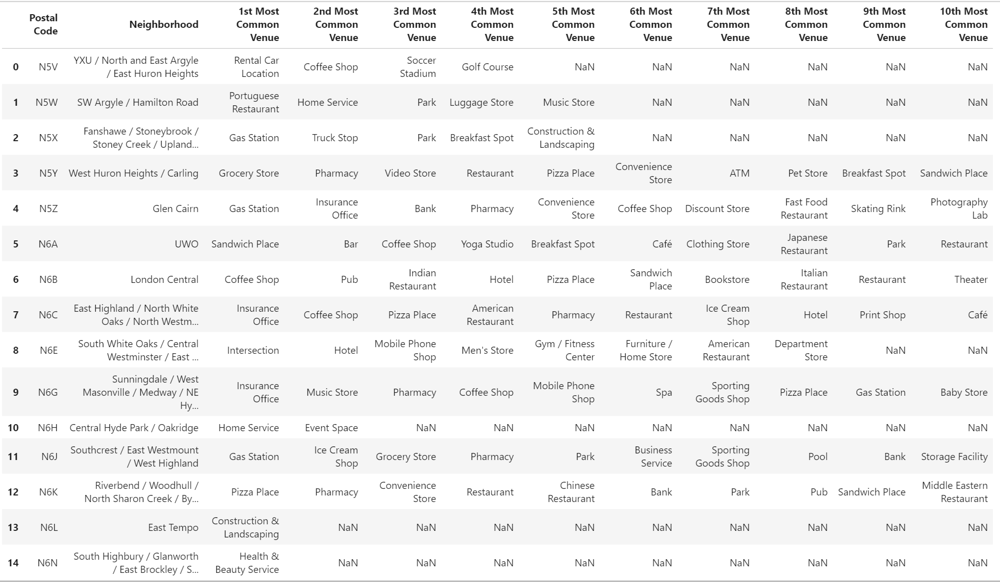 Postal Code Neighborhood 1st Most Common Venue 2nd Most Common Venue 3rd Most Common Venue 4th Most Common Venue 5th Most Common Venue 6th Most Common Venue 7th Most Common Venue 8th Most Common Venue 9th Most Common Venue 10th Most Common Venue
0 N5V YXU / North and East Argyle / East Huron Heights Rental Car Location Coffee Shop Soccer Stadium Golf Course NaN NaN NaN NaN NaN NaN
1 N5W SW Argyle / Hamilton Road Portuguese Restaurant Home Service Park Luggage Store Music Store NaN NaN NaN NaN NaN
2 N5X Fanshawe / Stoneybrook / Stoney Creek / Upland... Gas Station Truck Stop Park Breakfast Spot Construction & Landscaping NaN NaN NaN NaN NaN
3 N5Y West Huron Heights / Carling Grocery Store Pharmacy Video Store Restaurant Pizza Place Convenience Store ATM Pet Store Breakfast Spot Sandwich Place
4 N5Z Glen Cairn Gas Station Insurance Office Bank Pharmacy Convenience Store Coffee Shop Discount Store Fast Food Restaurant Skating Rink Photography Lab
5 N6A UWO Sandwich Place Bar Coffee Shop Yoga Studio Breakfast Spot Café Clothing Store Japanese Restaurant Park Restaurant
6 N6B London Central Coffee Shop Pub Indian Restaurant Hotel Pizza Place Sandwich Place Bookstore Italian Restaurant Restaurant Theater
7 N6C East Highland / North White Oaks / North Westm... Insurance Office Coffee Shop Pizza Place American Restaurant Pharmacy Restaurant Ice Cream Shop Hotel Print Shop Café
8 N6E South White Oaks / Central Westminster / East ... Intersection Hotel Mobile Phone Shop Men's Store Gym / Fitness Center Furniture / Home Store American Restaurant Department Store NaN NaN
9 N6G Sunningdale / West Masonville / Medway / NE Hy... Insurance Office Music Store Pharmacy Coffee Shop Mobile Phone Shop Spa Sporting Goods Shop Pizza Place Gas Station Baby Store
10 N6H Central Hyde Park / Oakridge Home Service Event Space NaN NaN NaN NaN NaN NaN NaN NaN
11 N6J Southcrest / East Westmount / West Highland Gas Station Ice Cream Shop Grocery Store Pharmacy Park Business Service Sporting Goods Shop Pool Bank Storage Facility
12 N6K Riverbend / Woodhull / North Sharon Creek / By... Pizza Place Pharmacy Convenience Store Restaurant Chinese Restaurant Bank Park Pub Sandwich Place Middle Eastern Restaurant
13 N6L East Tempo Construction & Landscaping NaN NaN NaN NaN NaN NaN NaN NaN NaN
14 N6N South Highbury / Glanworth / East Brockley / S... Health & Beauty Service NaN NaN NaN NaN NaN NaN NaN NaN NaN